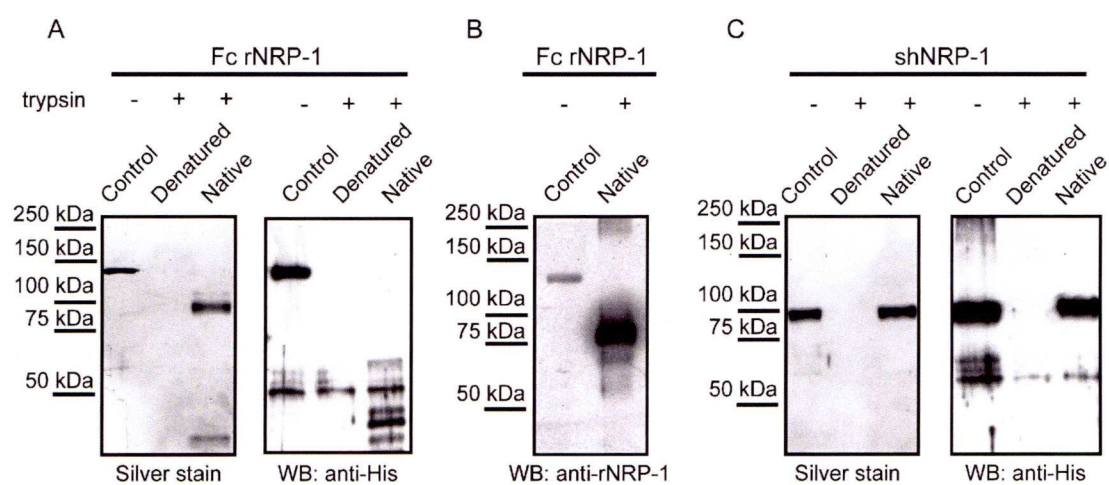 A
Fc rNRP-1
trypsin - + + - + +
Control Denatured Native Control Denatured Native
250 kDa
150 kDa
100 kDa
75 kDa
50 kDa
Silver stain WB: anti-His
B
Fc rNRP-1
- +
Control Native
250 kDa
150 kDa
100 kDa
75 kDa
50 kDa
WB: anti-rNRP-1
C
shNRP-1
- + + - + +
Control Denatured Native Control Denatured Native
250 kDa
150 kDa
100 kDa
75 kDa
50 kDa
Silver stain WB: anti-His